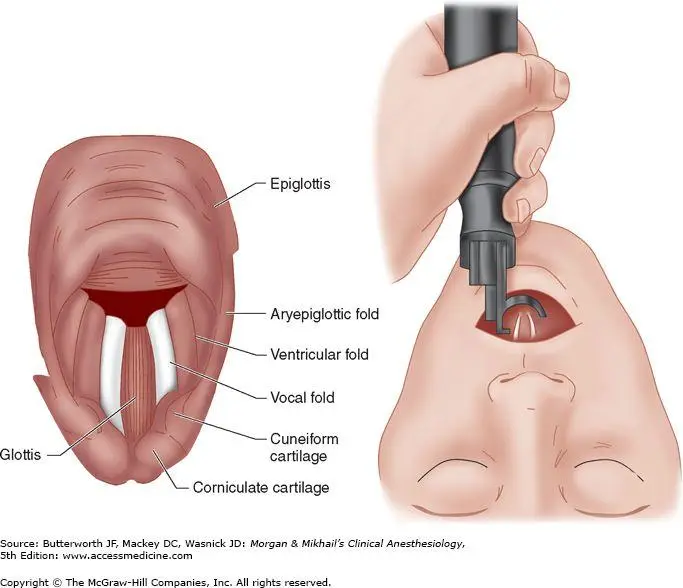 Epiglottis
Aryepiglottic fold
Ventricular fold
Vocal fold
Cuneiform
cartilage
Glottis
Corniculate cartilage
Source: Butterworth JF, Mackey DC, Wasnick JD: Morgan & Mikhail's Clinical Anesthesiology,
5th Edition: www.accessmedicine.com
Copyright © The McGraw-Hill Companies, Inc. All rights reserved.